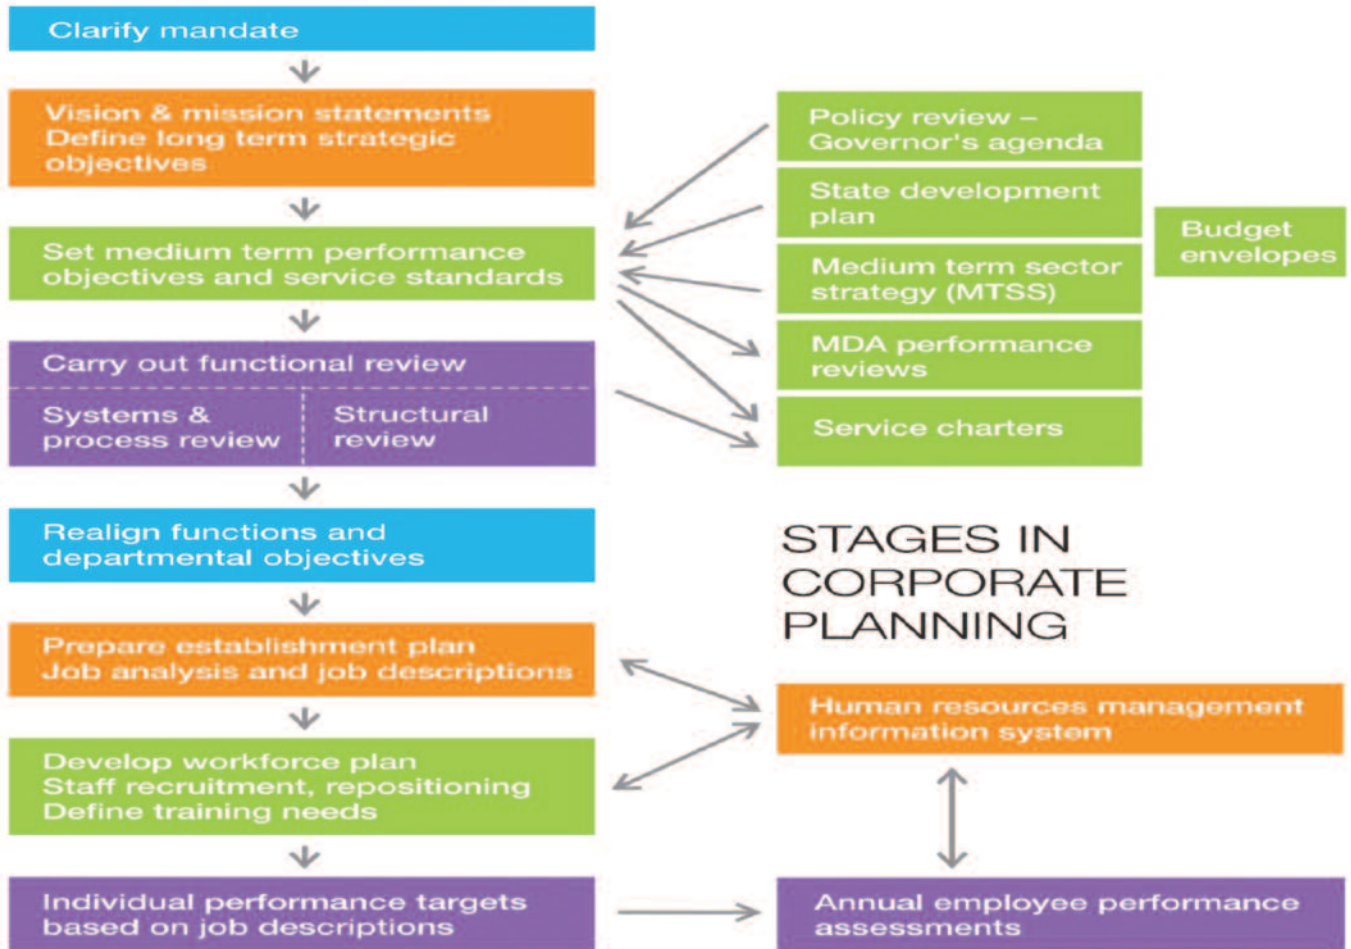 Clarify mandate
Vision & mission statements
Define long term strategic
objectives
Set medium term performance
objectives and service standards
Carry out functional review
Systems &
process review
Structural
review
Realign functions and
departmental objectives
Prepare establishment plan
Job analysis and job descriptions
Develop workforce plan
Staff recruitment, repositioning
Define training needs
Individual performance targets
based on job descriptions
Policy review –
Governor's agenda
State development
plan
Medium term sector
strategy (MTSS)
MDA performance
reviews
Service charters
Budget
envelopes
STAGES IN
CORPORATE
PLANNING
Human resources management
information system
Annual employee performance
assessments